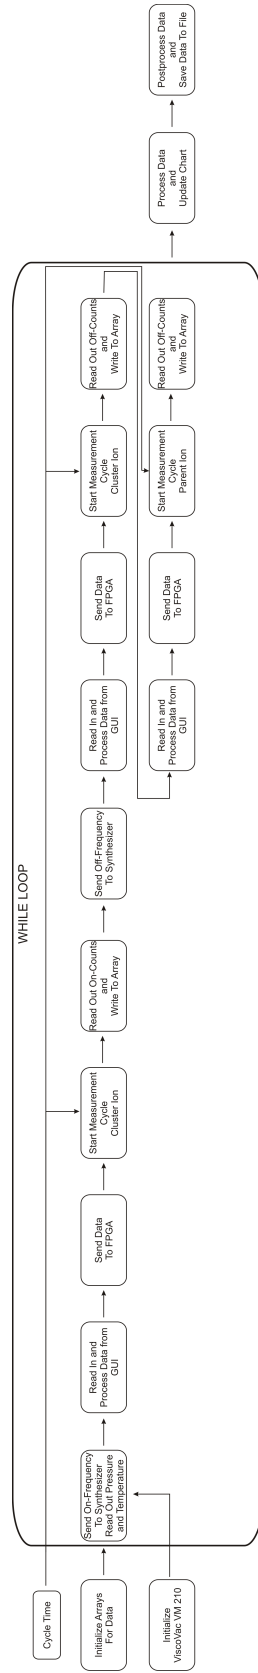 WHILE LOOP
Cycle Time
Initialize Arrays
For Data
Initialize
ViscoVac VM 210
Send On-Frequency
To Synthesizer
Read Out Pressure
and Temperature
Read In and
Process Data from
GUI
Send Data
To FPGA
Start Measurement
Cycle
Cluster Ion
Read Out On-Counts
and
Write To Array
Send Off-Frequency
To Synthesizer
Read In and
Process Data from
GUI
Send Data
To FPGA
Start Measurement
Cycle
Cluster Ion
Read Out Off-Counts
and
Write To Array
Read In and
Process Data from
GUI
Send Data
To FPGA
Start Measurement
Cycle
Parent Ion
Read Out Off-Counts
and
Write To Array
Process Data
and
Update Chart
Postprocess Data
and
Save Data To File